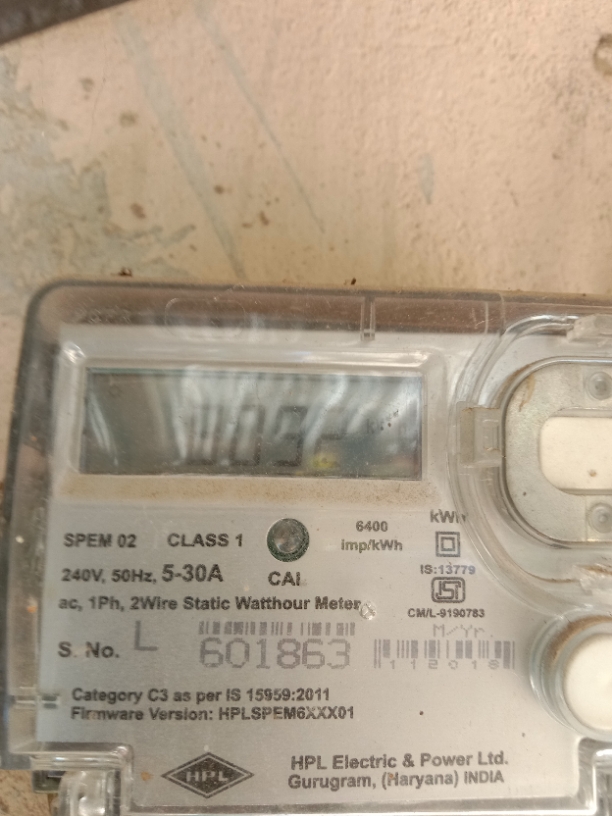 SPEM 02 CLASS 1
6400
imp/kWh
kWh
240V, 50Hz, 5-30A
CAL
IS:13779
ac, 1Ph, 2Wire Static Watthour Meter
CM/L-9190783
M/Yr.
S. No. L 601863
112018
Category C3 as per IS 15959:2011
Firmware Version: HPLSPEM6XXX01
HPL
HPL Electric & Power Ltd.
Gurugram, (Haryana) INDIA